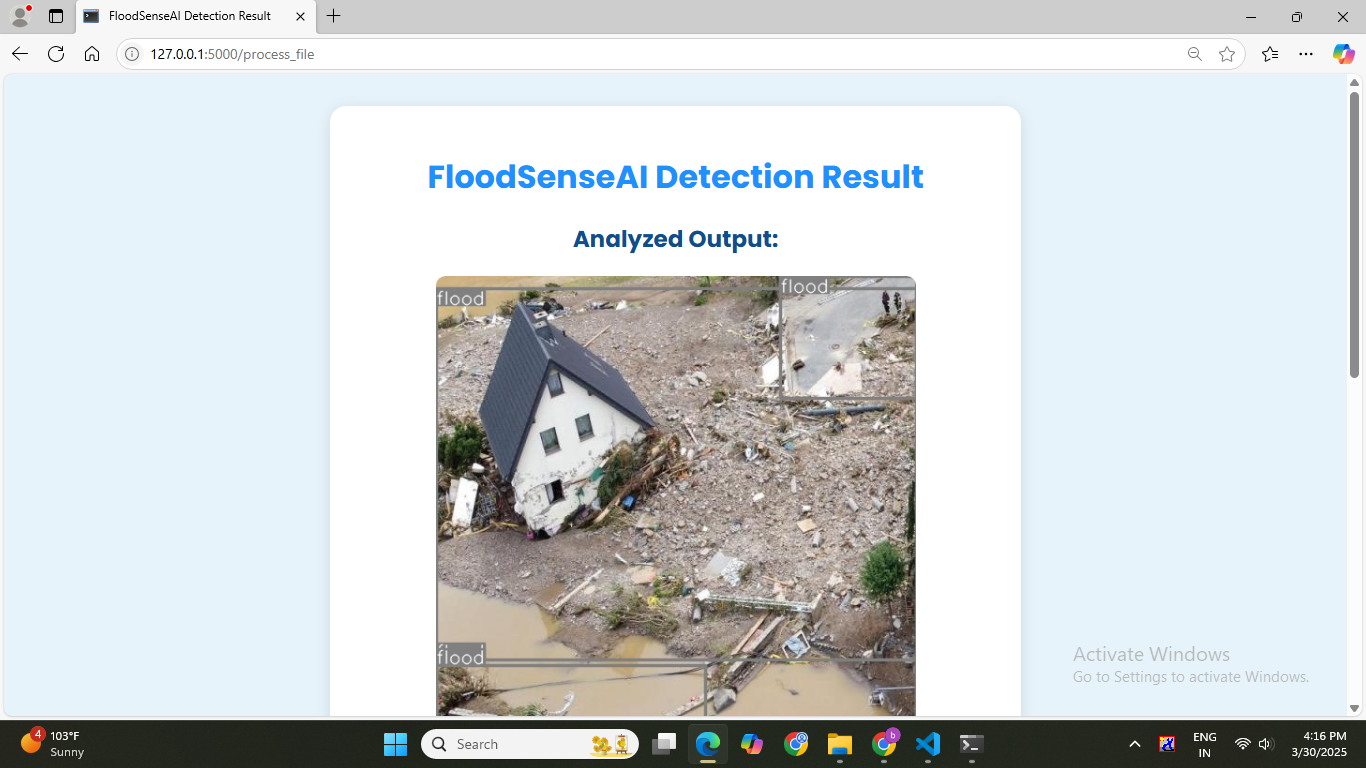 FloodSenseAI Detection Result
127.0.0.1:5000/process_file
FloodSenseAI Detection Result
Analyzed Output:
flood
flood
flood
Activate Windows
Go to Settings to activate Windows.
4
103°F
Sunny
Search
b
ENG
IN
4:16 PM
3/30/2025